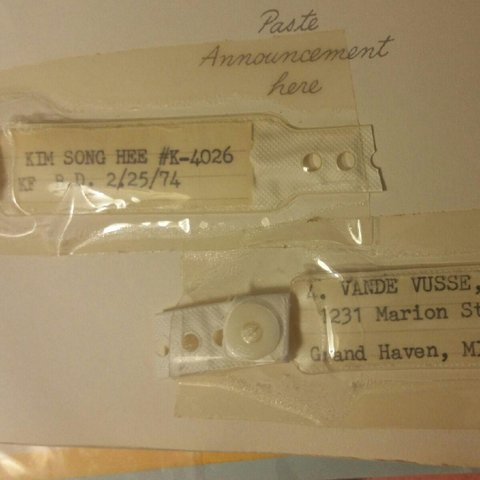 Paste
Announcement
here
KIM SONG HEE #K-4026
KF B.D. 2/25/74
4. VANDE VUSSE,
1231 Marion St
Grand Haven, MI